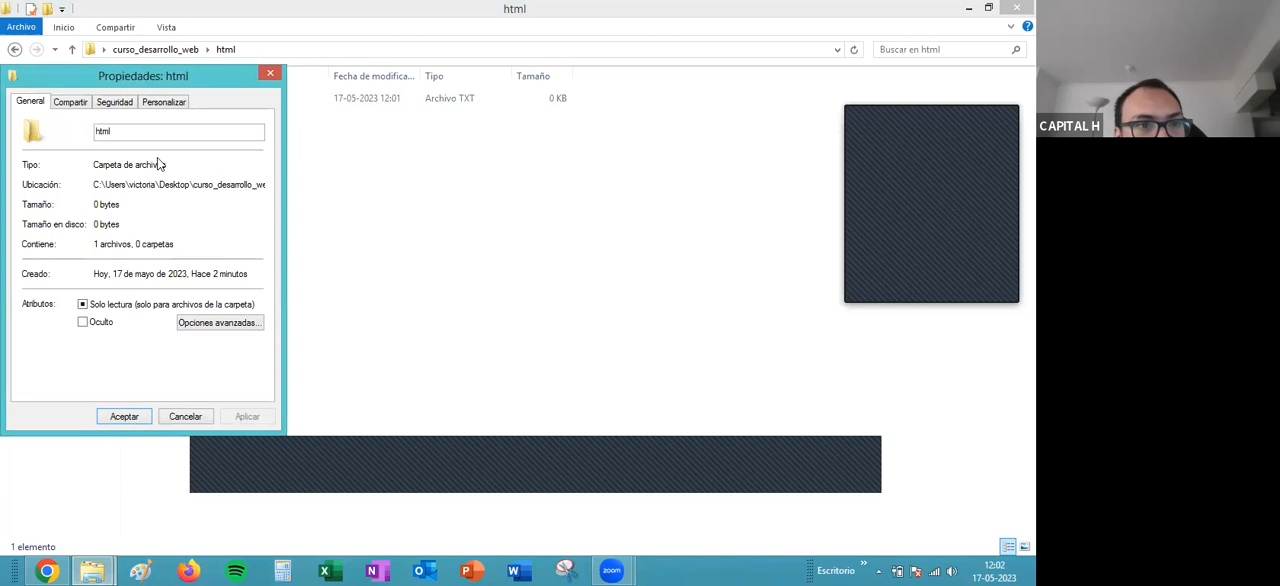 html
Archivo
Inicio
Compartir
Vista
curso_desarrollo_web
html
Buscar en html
Propiedades: html
Fecha de modifica...
Tipo
Tamaño
General
Compartir
Seguridad
Personalizar
17-05-2023 12:01
Archivo TXT
0 KB
html
CAPITAL H
Tipo:
Carpeta de archiv
Ubicación:
C:\Users\victoria\Desktop\curso_desarrollo_we
Tamaño:
0 bytes
Tamaño en disco:
0 bytes
Contiene:
1 archivos, 0 carpetas
Creado:
Hoy, 17 de mayo de 2023, Hace 2 minutos
Atributos:
Solo lectura (solo para archivos de la carpeta)
Oculto
Opciones avanzadas...
Aceptar
Cancelar
Aplicar
1 elemento
zoom
Escritorio
12:02
17-05-2023